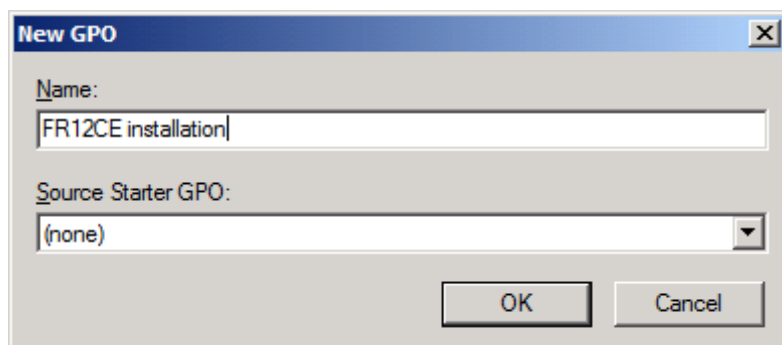 New GPO
Name:
FR12CE installation
Source Starter GPO:
(none)
OK Cancel